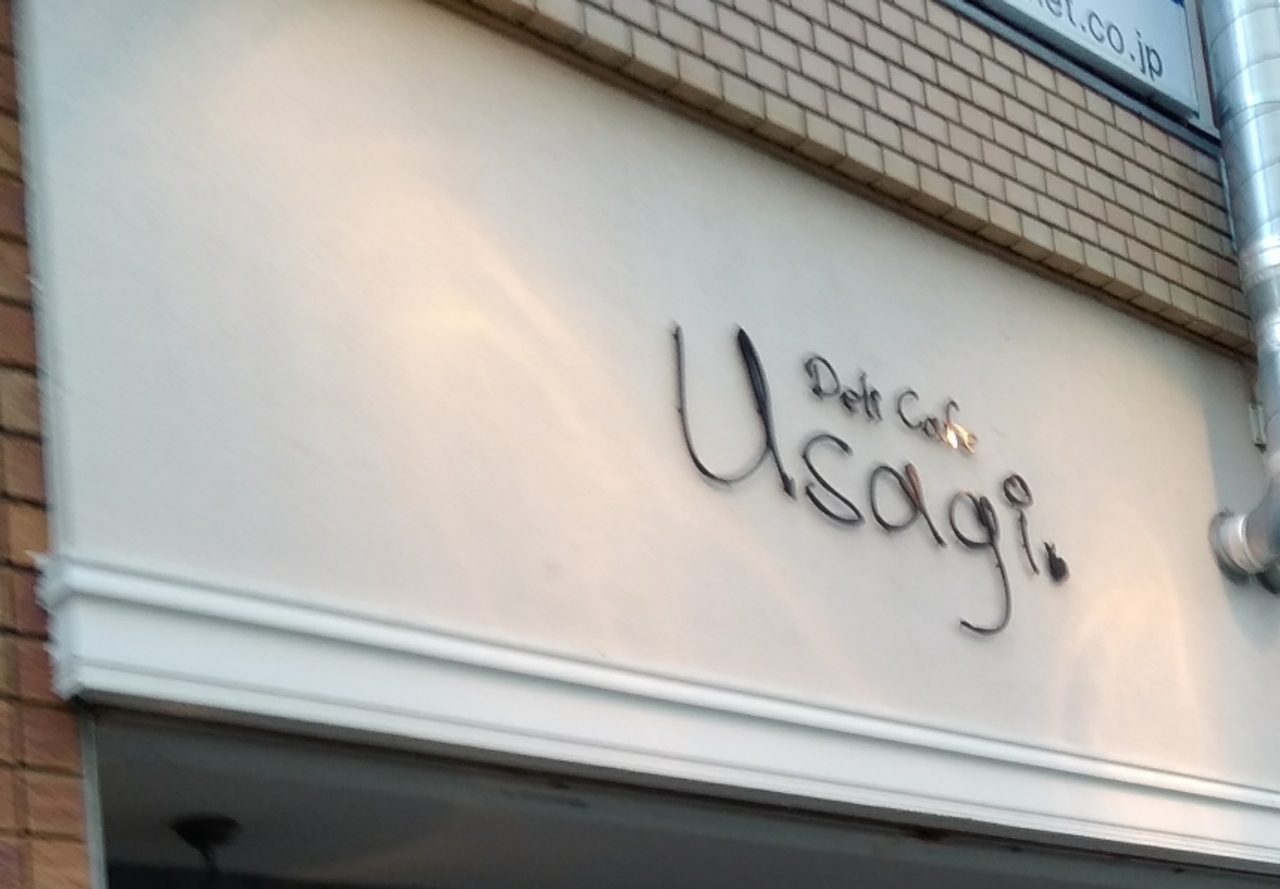 et.co.jp
Deli Cafe
Usagi.